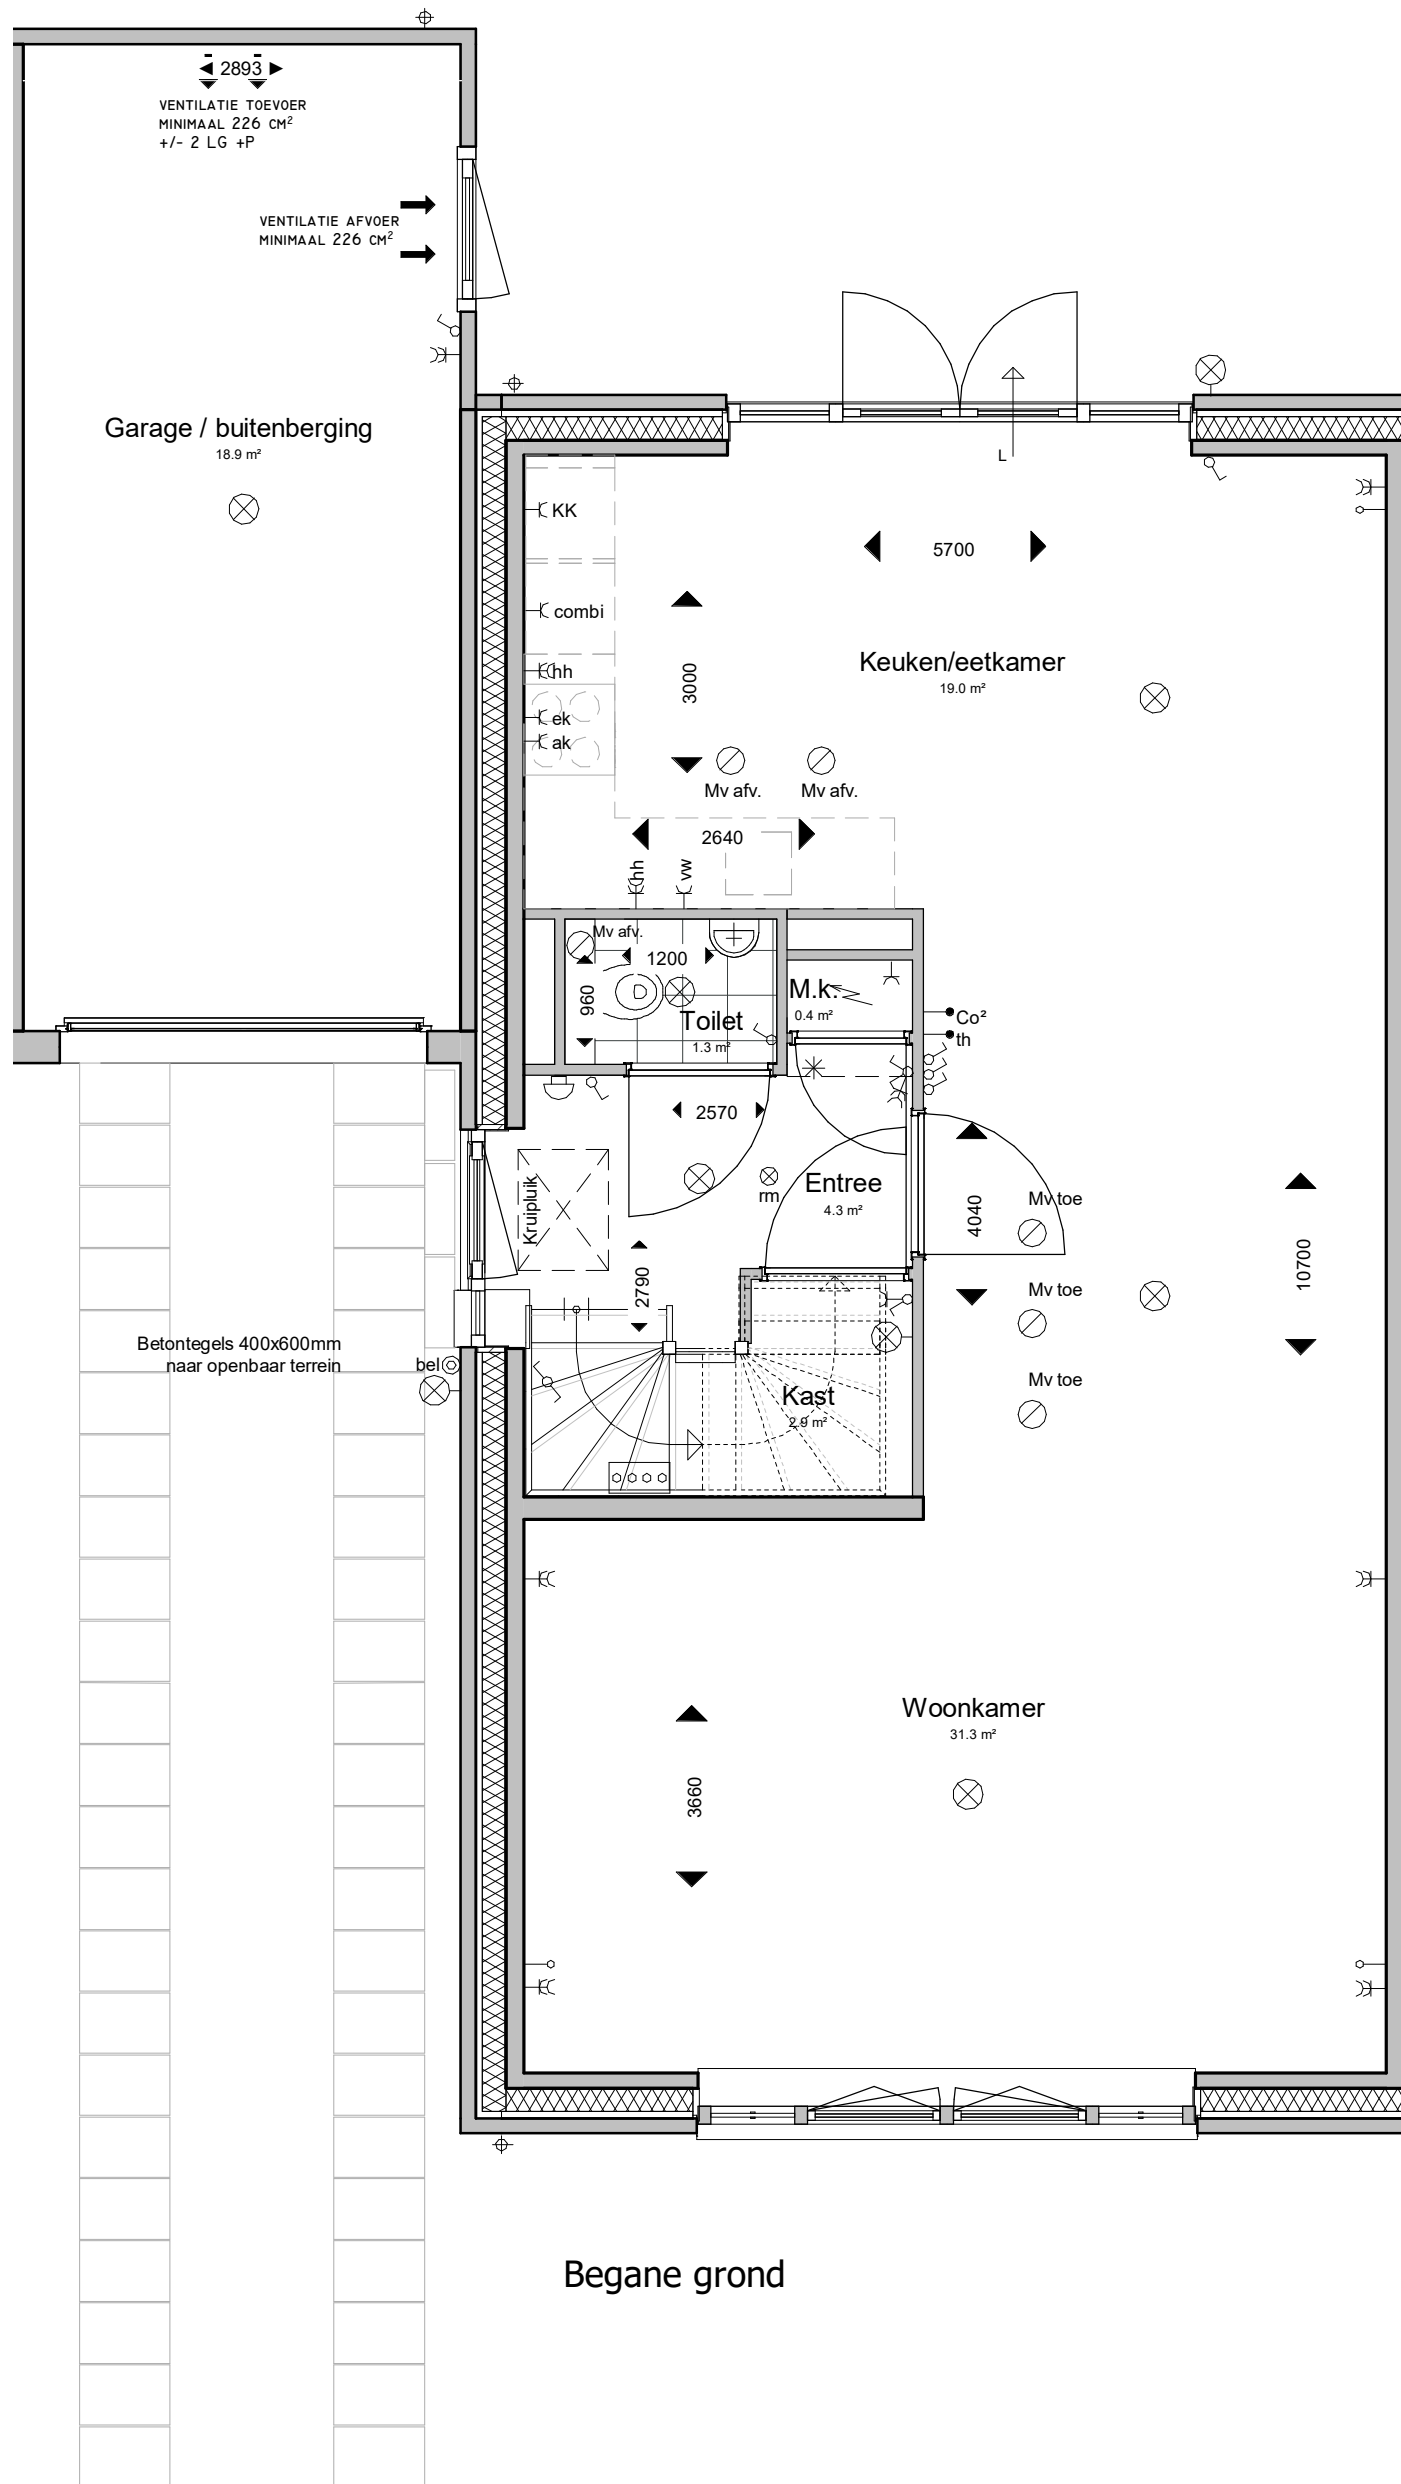 2893
VENTILATIE TOEVOER
MINIMAAL 226 CM²
+/- 2 LG +P
VENTILATIE AFVOER
MINIMAAL 226 CM²
Garage / buitenberging
18.9 m²
L
KK
5700
combi
3000
Keuken/eetkamer
19.0 m²
hh
ek
ak
Mv afv.
Mv afv.
2640
hh
vw
Mv afv.
1200
960
M.k.
0.4 m²
Toilet
1.3 m²
Co²
th
2570
Kruipluik
rm
Entree
4.3 m²
4040
Mv toe
10700
2790
Mv toe
Betontegels 400x600mm
naar openbaar terrein
bel
Mv toe
Kast
2.9 m²
Woonkamer
31.3 m²
3660
Begane grond